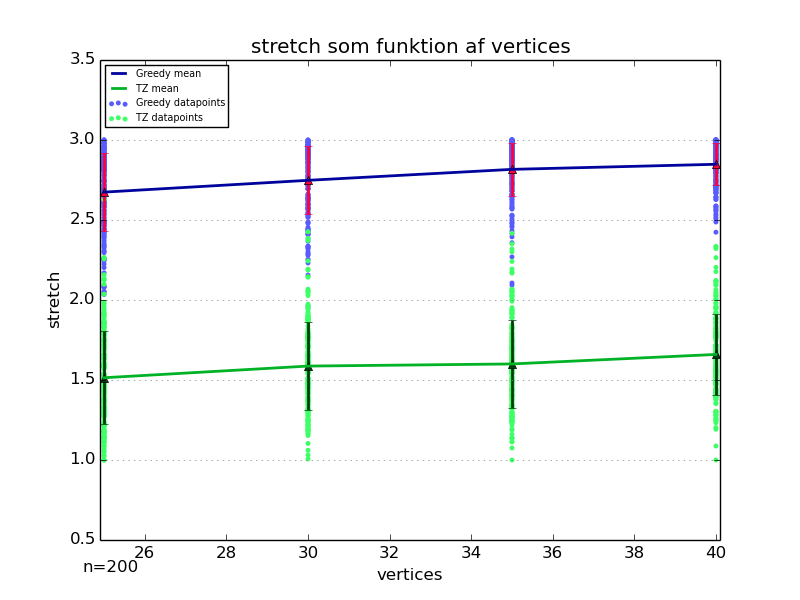 stretch som funktion af vertices
3.5
3.0
2.5
2.0
1.5
1.0
0.5
stretch
Greedy mean
TZ mean
Greedy datapoints
TZ datapoints
26 28 30 32 34 36 38 40
n=200
vertices